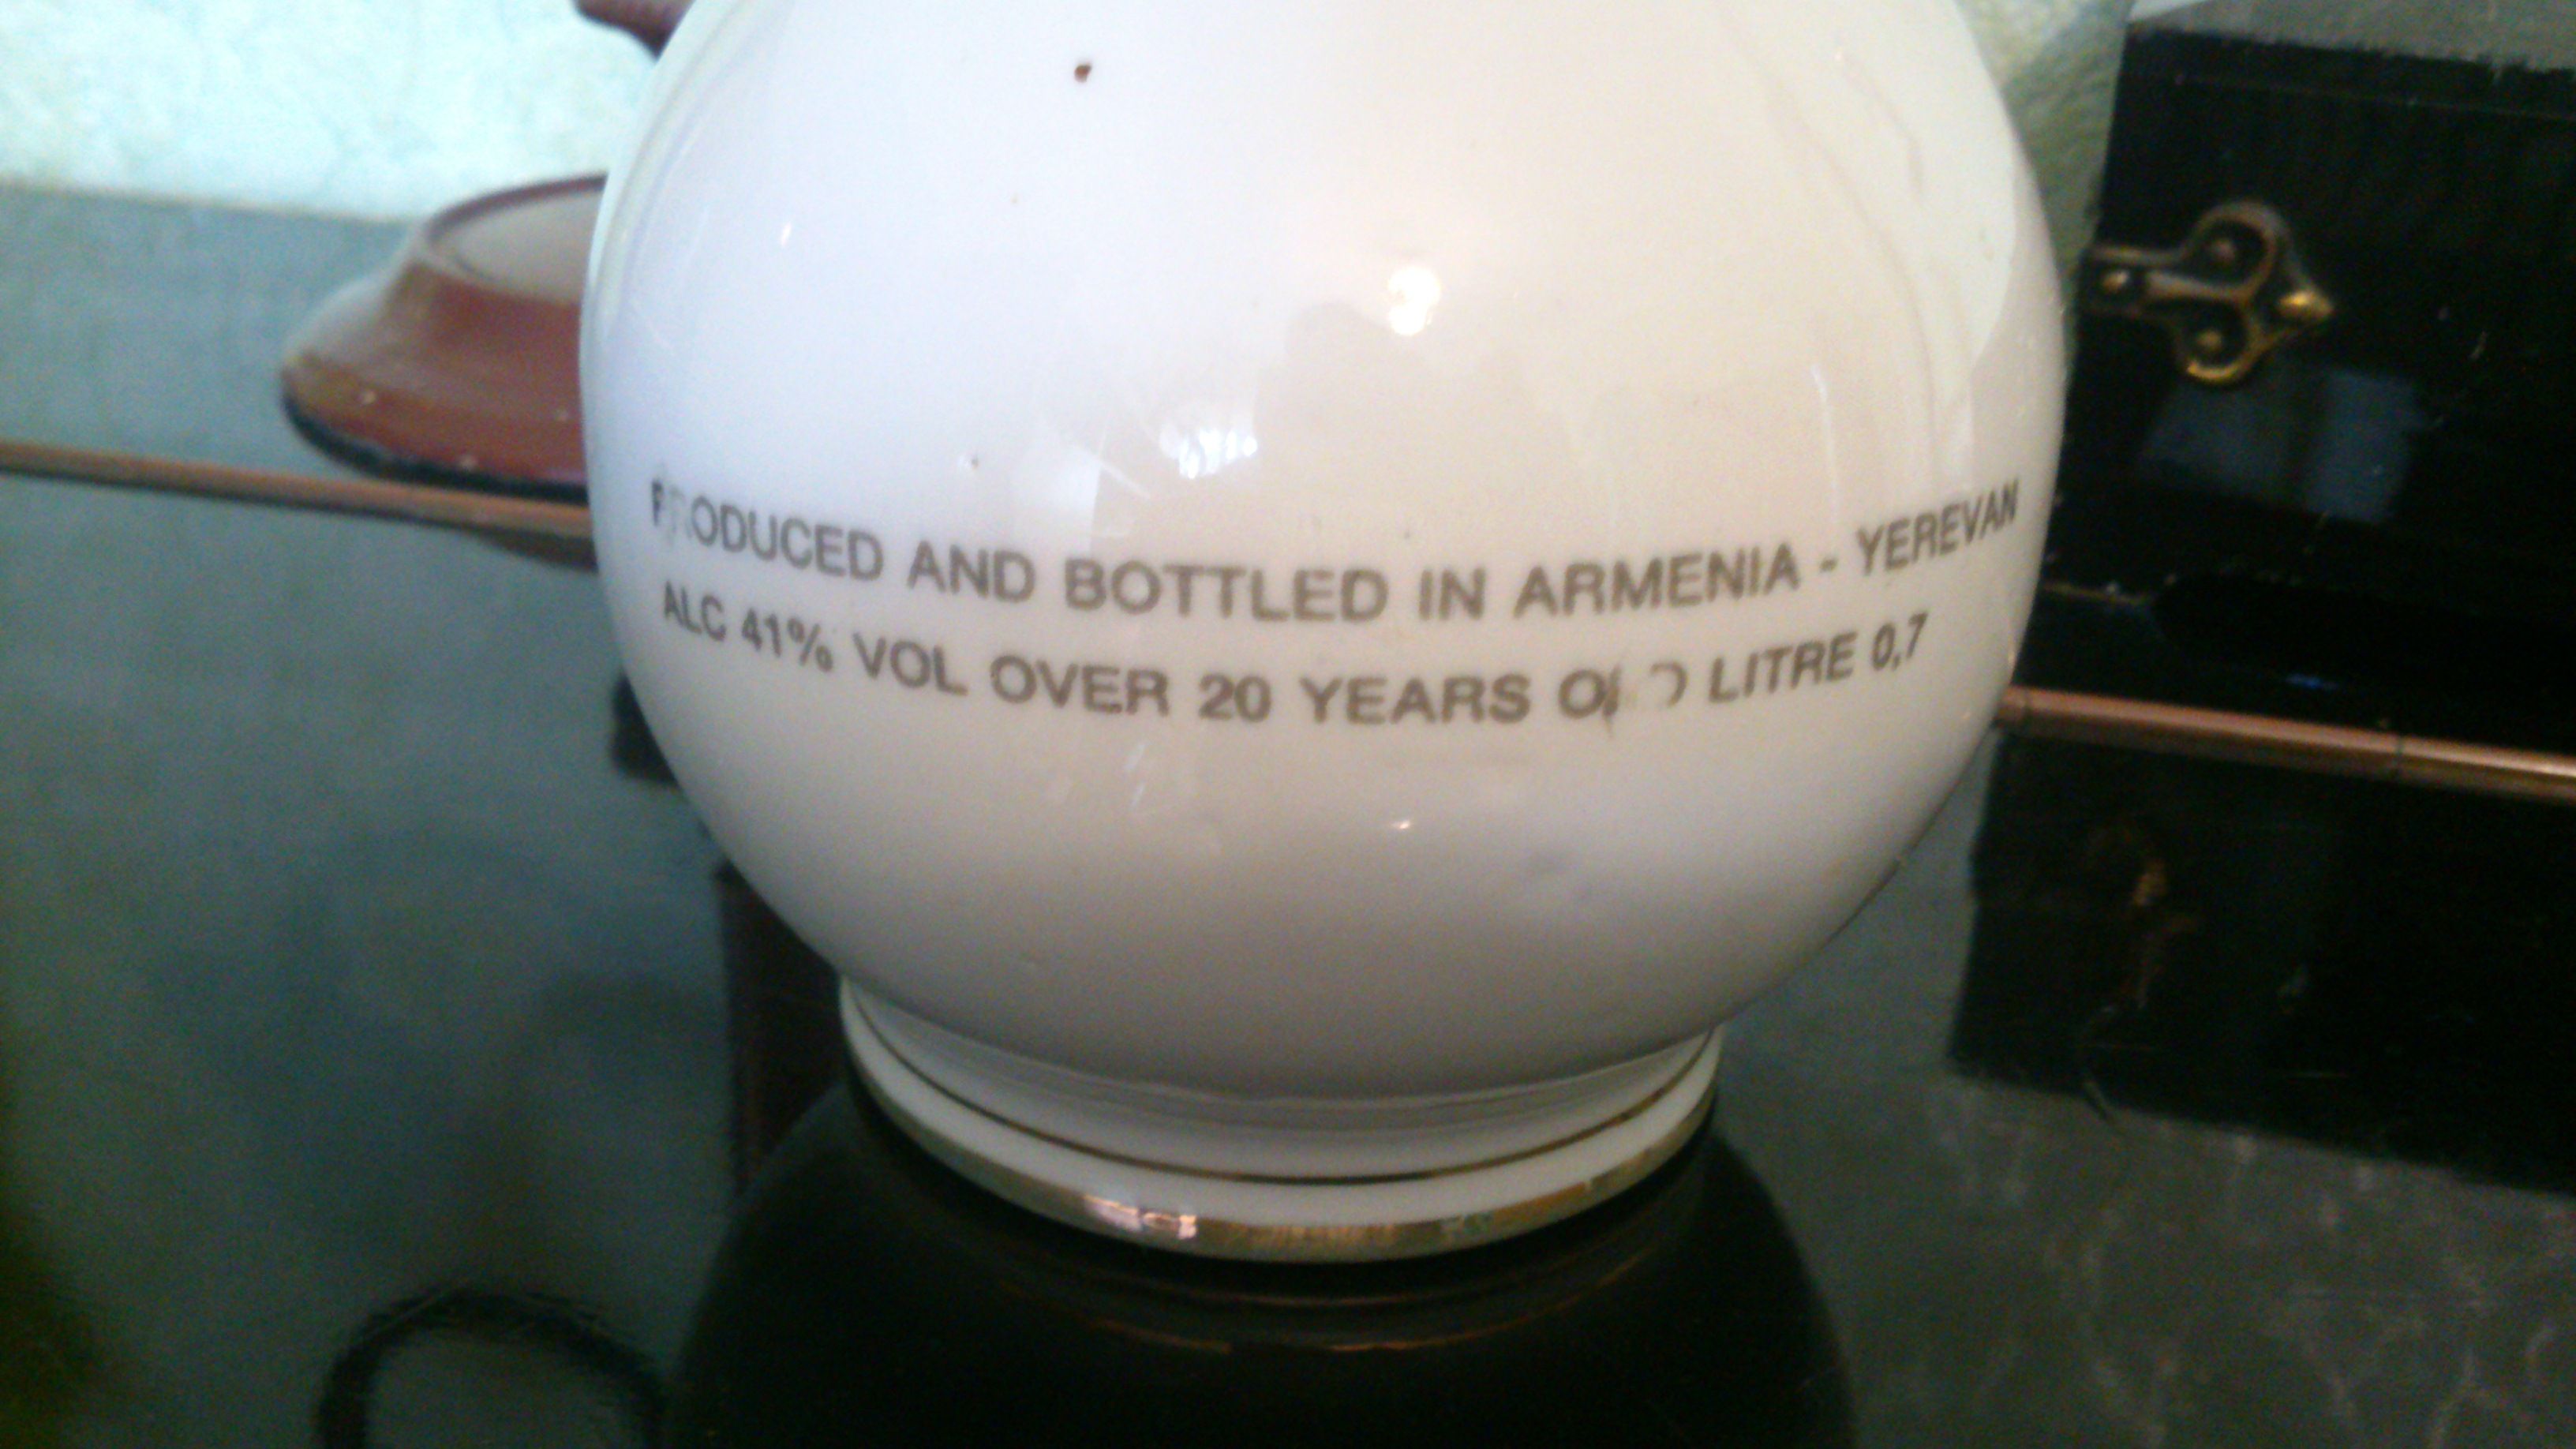 PRODUCED AND BOTTLED IN ARMENIA - YEREVAN
ALC 41% VOL OVER 20 YEARS OLD LITRE 0,7